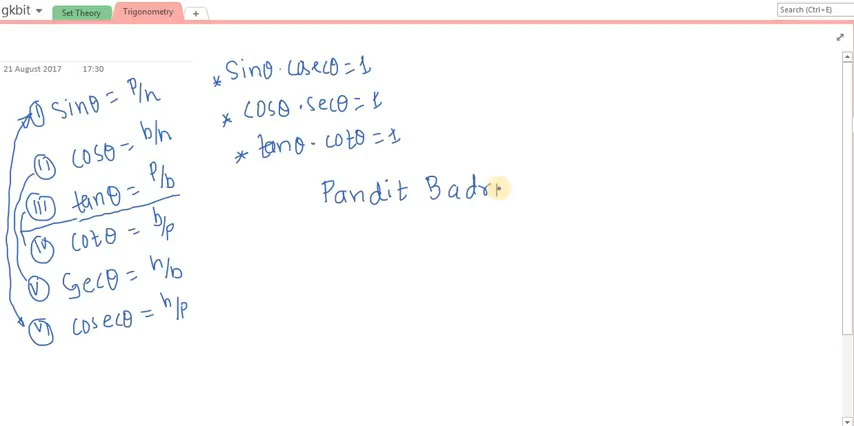 gkbit
Set Theory
Trigonometry
Search (Ctrl+E)
21 August 2017 17:30
(i) sinθ = P/h
(ii) cosθ = b/h
(iii) tanθ = P/b
(iv) cotθ = b/p
(v) Secθ = h/b
(vi) cosecθ = h/p
* Sinθ · cosecθ = 1
* cosθ · secθ = 1
* tanθ · cotθ = 1
Pandit Badr